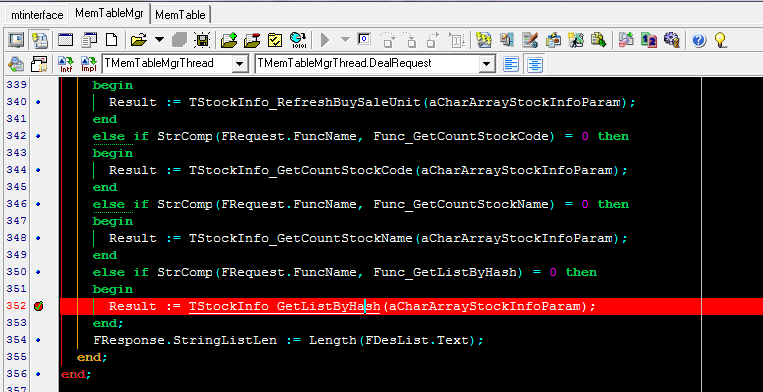 mtinterface MemTableMgr MemTable
Intf Impl TMemTableMgrThread TMemTableMgrThread.DealRequest
339 begin
340 Result := TStockInfo_RefreshBuySaleUnit(aCharArrayStockInfoParam);
341 end
342 else if StrComp(FRequest.FuncName, Func_GetCountStockCode) = 0 then
343 begin
344 Result := TStockInfo_GetCountStockCode(aCharArrayStockInfoParam);
345 end
346 else if StrComp(FRequest.FuncName, Func_GetCountStockName) = 0 then
347 begin
348 Result := TStockInfo_GetCountStockName(aCharArrayStockInfoParam);
349 end
350 else if StrComp(FRequest.FuncName, Func_GetListByHash) = 0 then
351 begin
352 Result := TStockInfo_GetListByHash(aCharArrayStockInfoParam);
353 end;
354 FResponse.StringListLen := Length(FDesList.Text);
355 end;
356 end;
357